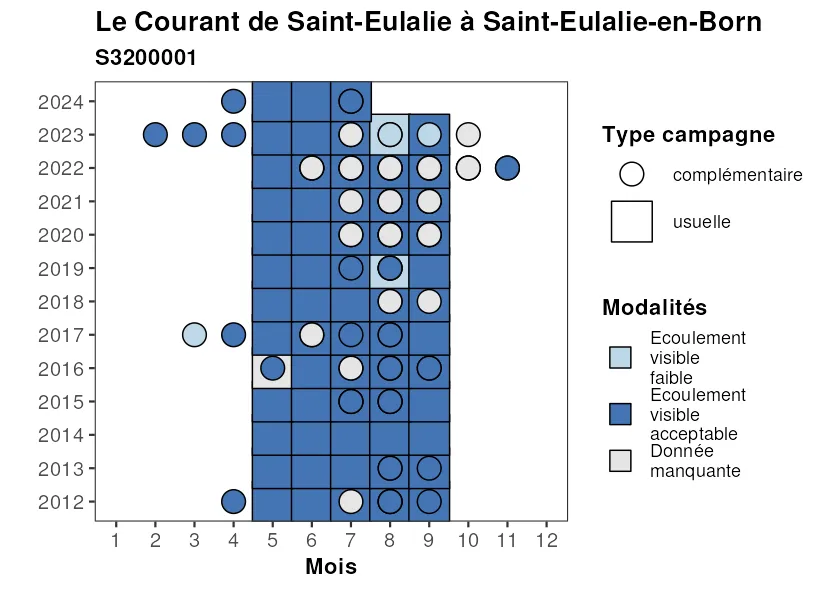 Le Courant de Saint-Eulalie à Saint-Eulalie-en-Born
S3200001
2024
2023
2022
2021
2020
2019
2018
2017
2016
2015
2014
2013
2012
1 2 3 4 5 6 7 8 9 10 11 12
Mois
Type campagne
complémentaire
usuelle
Modalités
Ecoulement
visible
faible
Ecoulement
visible
acceptable
Donnée
manquante